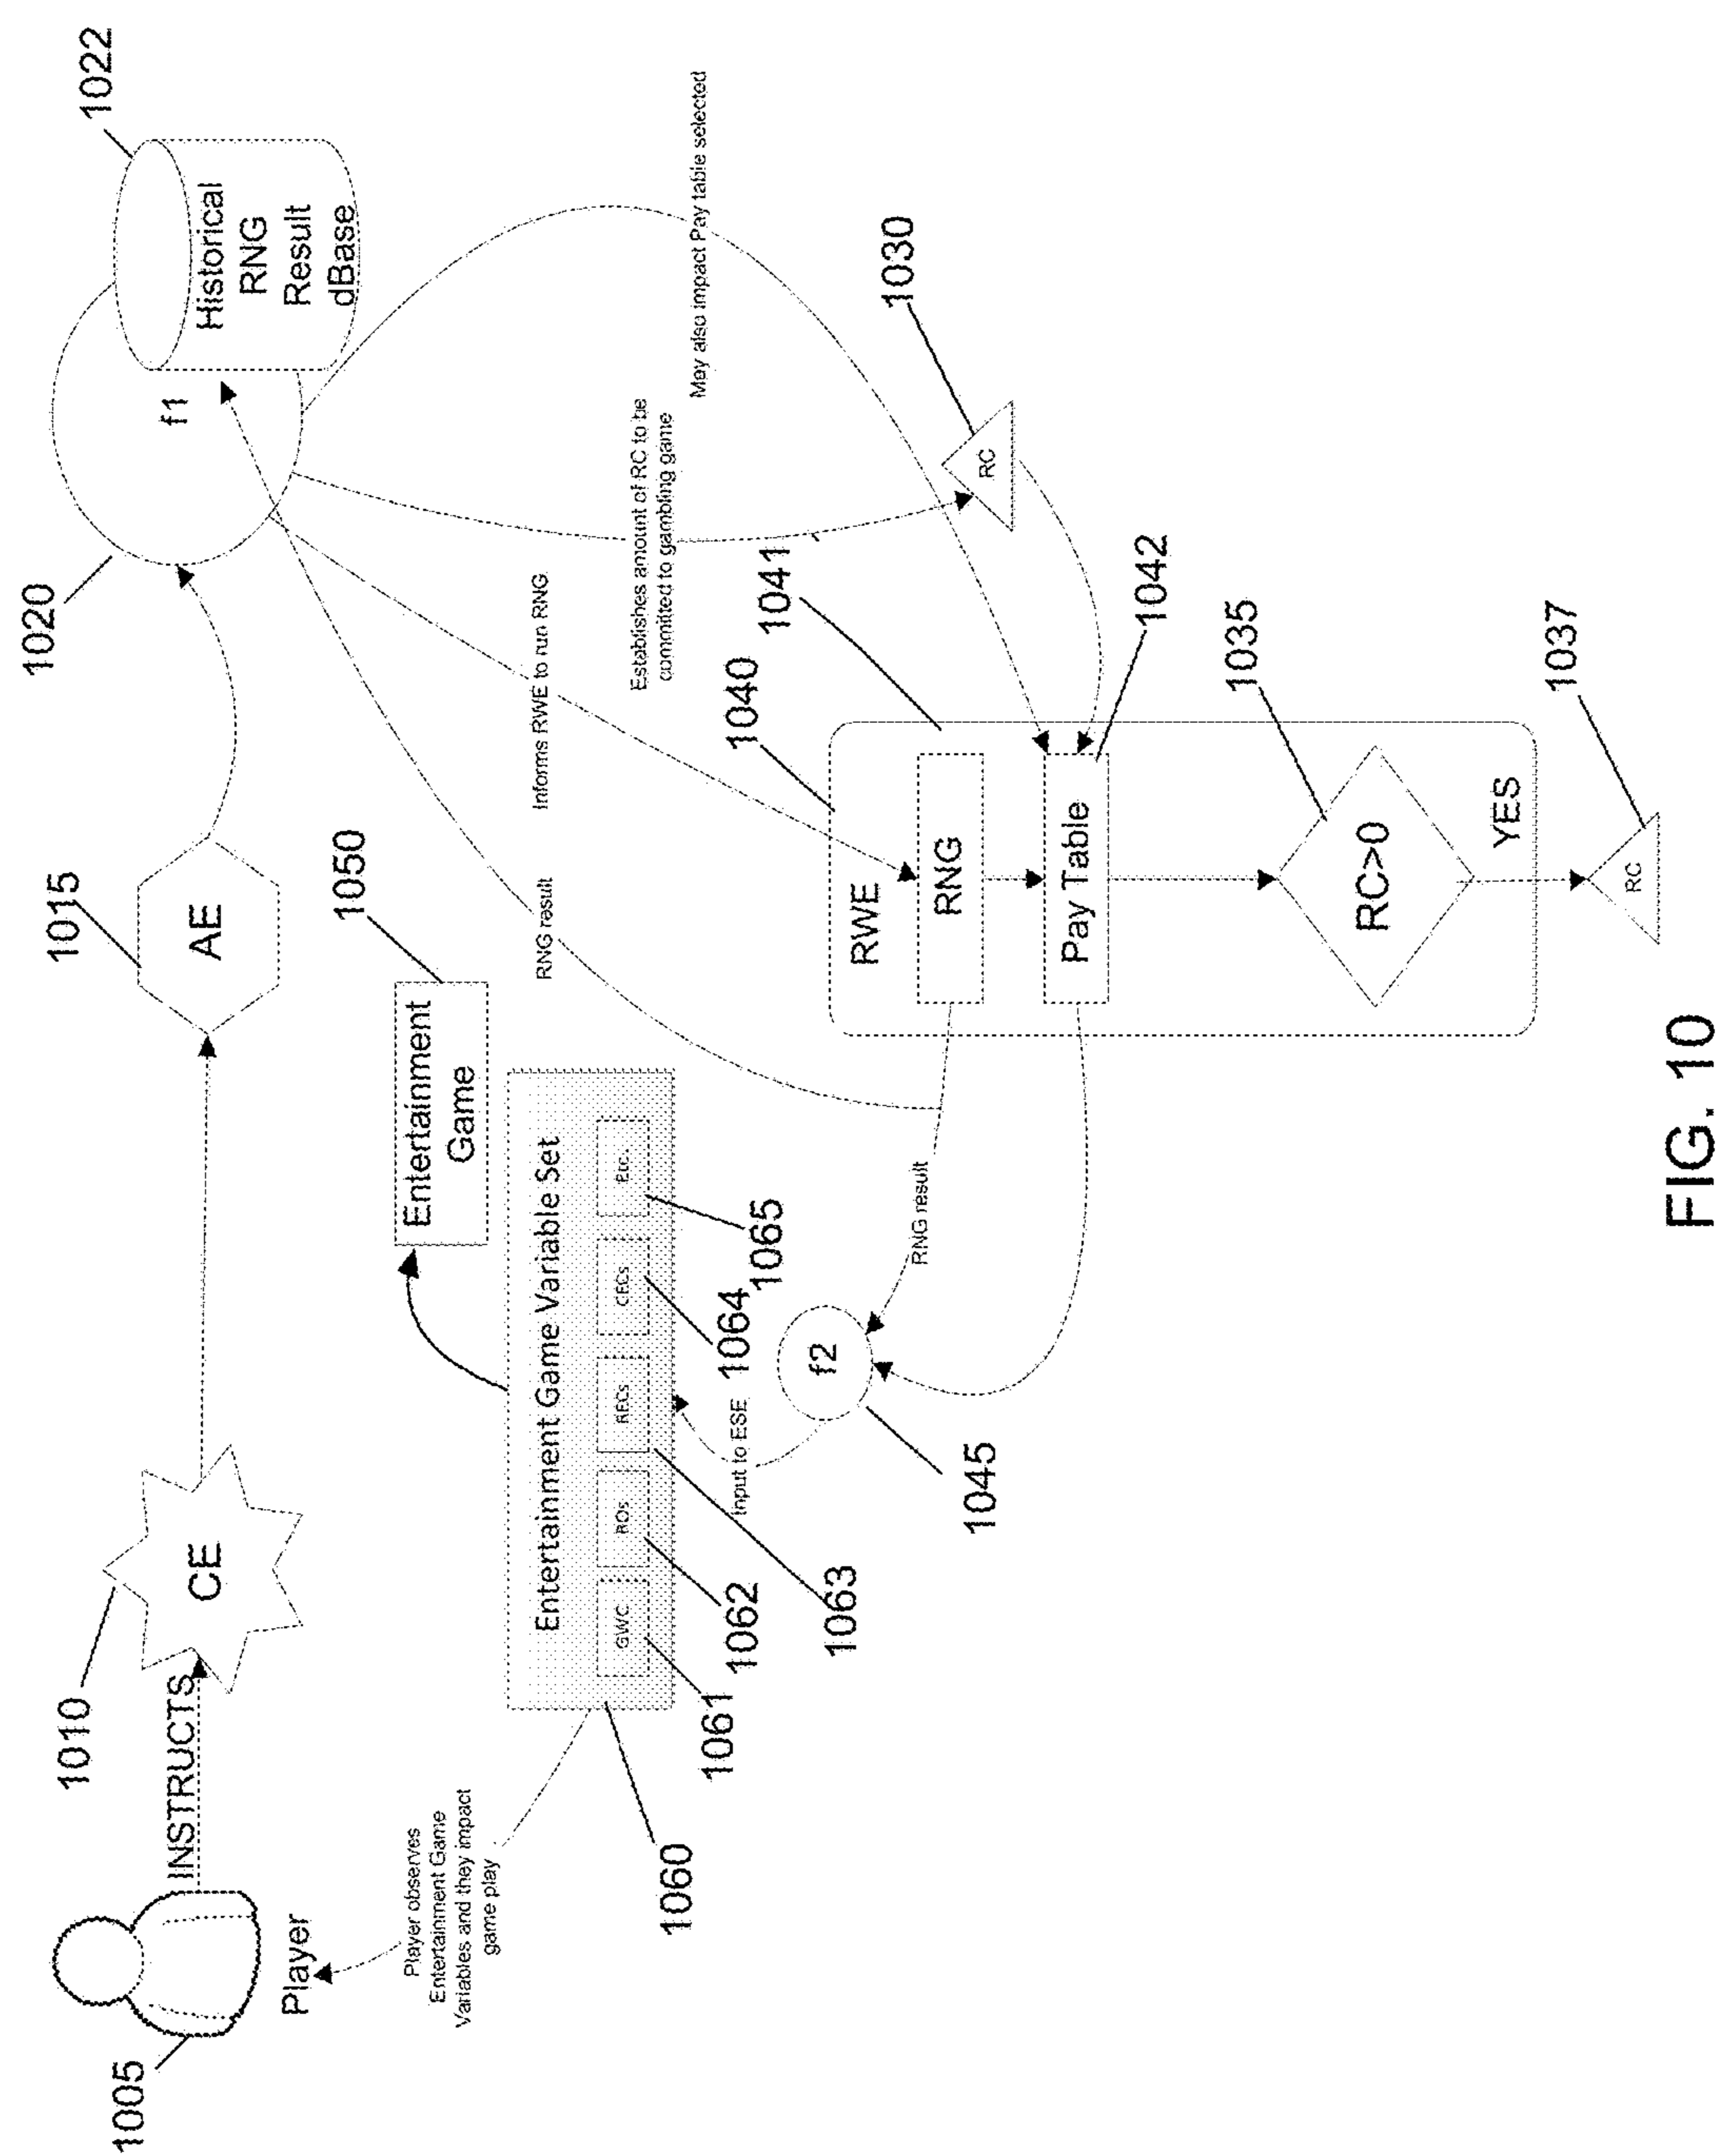 1005
INSTRUCTS
Player
1010
CE
1015
AE
1020
f1
1022
Historical
RNG
Result
dBase
Player observes
Entertainment Game
Variables and they impact
game play
1060
Entertainment Game Variable Set
GWC
ROs
RECs
CECs
Etc.
1061
1062
1063
1064
1065
Entertainment
Game
1050
Input to ESE
f2
1045
RNG result
RNG result
Informs RWE to run RNG
Establishes amount of RC to be
committed to gambling game
May also impact Pay table selected
1030
RC
1040
1041
RWE
RNG
Pay Table
1042
RC>0
1035
YES
RC
1037
FIG. 10